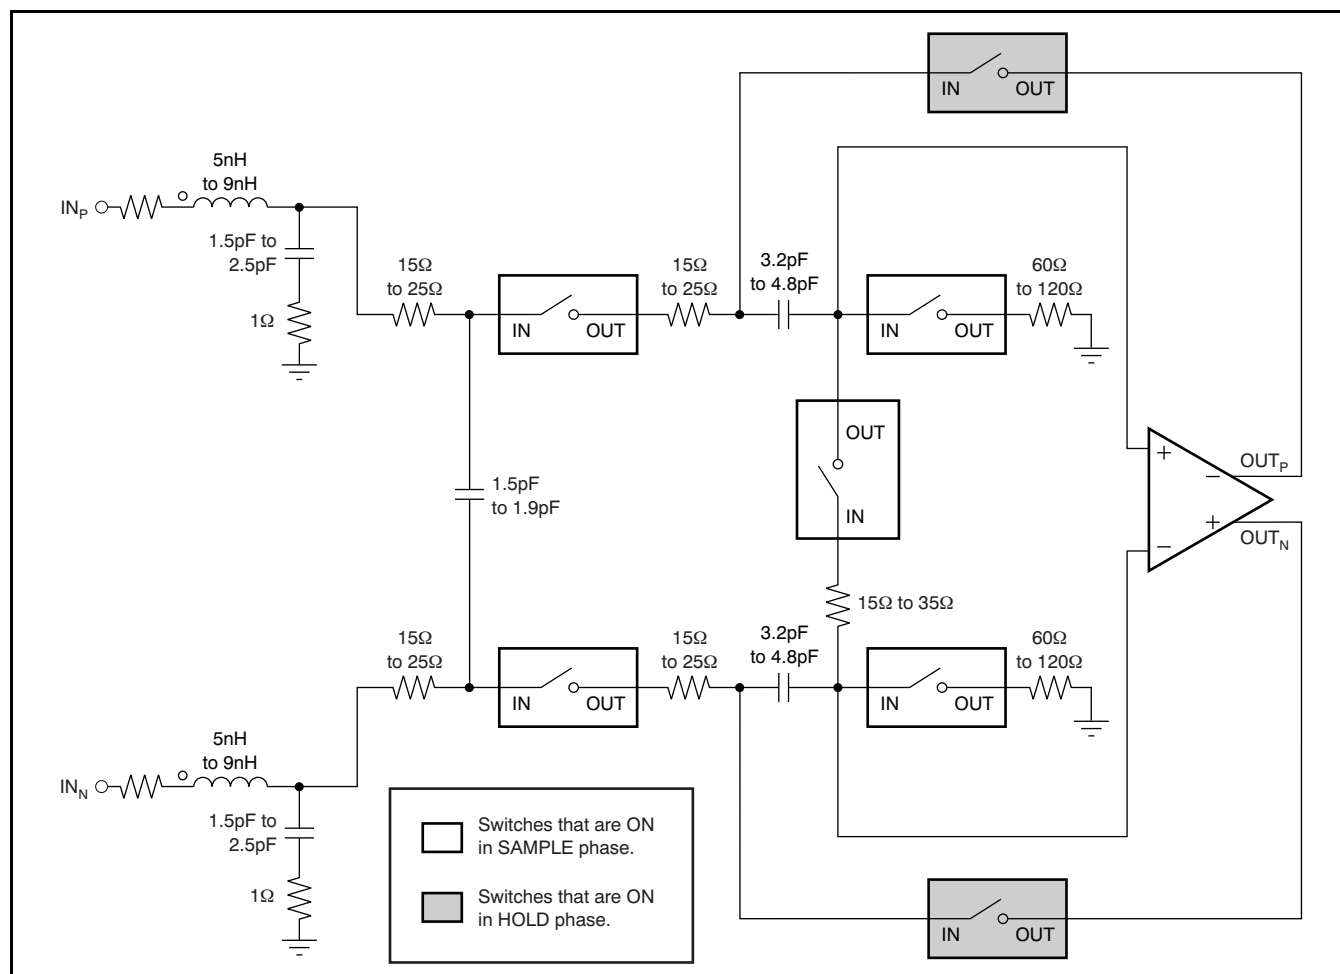 IN OUT
5nH
to 9nH
INP
1.5pF to
2.5pF
1Ω
15Ω
to 25Ω
IN OUT
15Ω
to 25Ω
3.2pF
to 4.8pF
IN OUT
60Ω
to 120Ω
OUT
IN
1.5pF
to 1.9pF
+
−
−
+
OUTP
OUTN
15Ω to 35Ω
15Ω
to 25Ω
IN OUT
15Ω
to 25Ω
3.2pF
to 4.8pF
IN OUT
60Ω
to 120Ω
5nH
to 9nH
INN
1.5pF to
2.5pF
1Ω
Switches that are ON
in SAMPLE phase.
Switches that are ON
in HOLD phase.
IN OUT